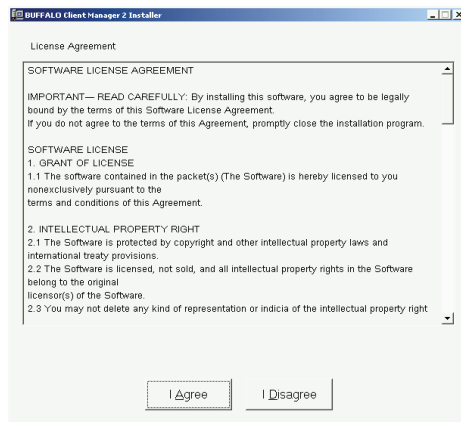 BUFFALO Client Manager 2 Installer
License Agreement
SOFTWARE LICENSE AGREEMENT
IMPORTANT— READ CAREFULLY: By installing this software, you agree to be legally
bound by the terms of this Software License Agreement.
If you do not agree to the terms of this Agreement, promptly close the installation program.
SOFTWARE LICENSE
1. GRANT OF LICENSE
1.1 The software contained in the packet(s) (The Software) is hereby licensed to you
nonexclusively pursuant to the
terms and conditions of this Agreement.
2. INTELLECTUAL PROPERTY RIGHT
2.1 The Software is protected by copyright and other intellectual property laws and
international treaty provisions.
2.2 The Software is licensed, not sold, and all intellectual property rights in the Software
belong to the original
licensor(s) of the Software.
2.3 You may not delete any kind of representation or indicia of the intellectual property right
I Agree
I Disagree